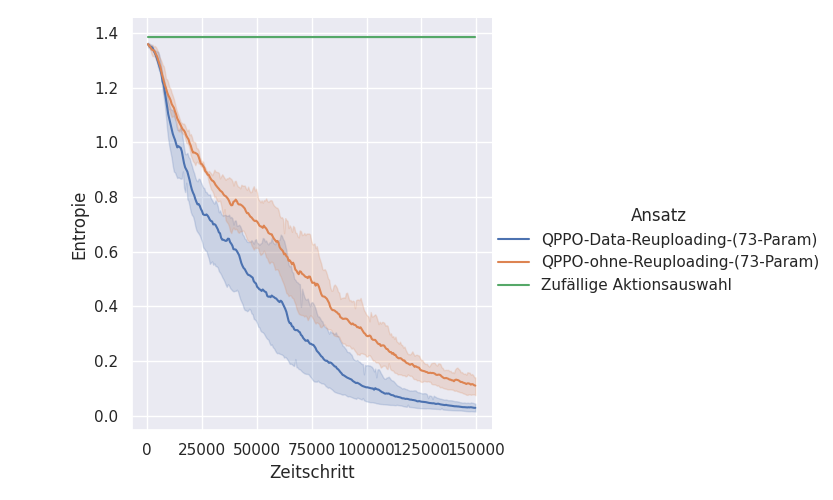 1.4
1.2
1.0
0.8
0.6
0.4
0.2
0.0
Entropie
0 25000 50000 75000 100000 125000 150000
Zeitschritt
Ansatz
QPPO-Data-Reuploading-(73-Param)
QPPO-ohne-Reuploading-(73-Param)
Zufällige Aktionsauswahl